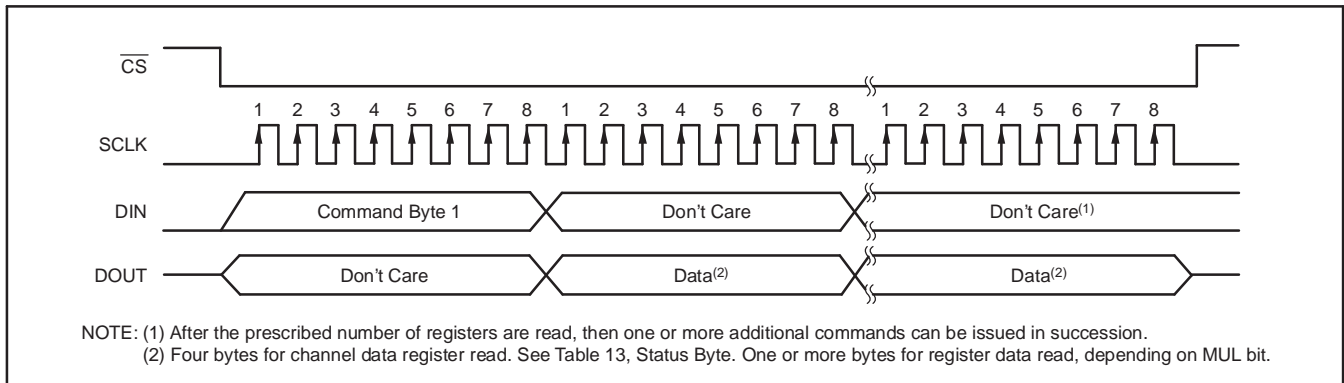 CS
1 2 3 4 5 6 7 8 1 2 3 4 5 6 7 8 1 2 3 4 5 6 7 8
SCLK
DIN Command Byte 1 Don't Care Don't Care(1)
DOUT Don't Care Data(2) Data(2)
NOTE: (1) After the prescribed number of registers are read, then one or more additional commands can be issued in succession.
(2) Four bytes for channel data register read. See Table 13, Status Byte. One or more bytes for register data read, depending on MUL bit.